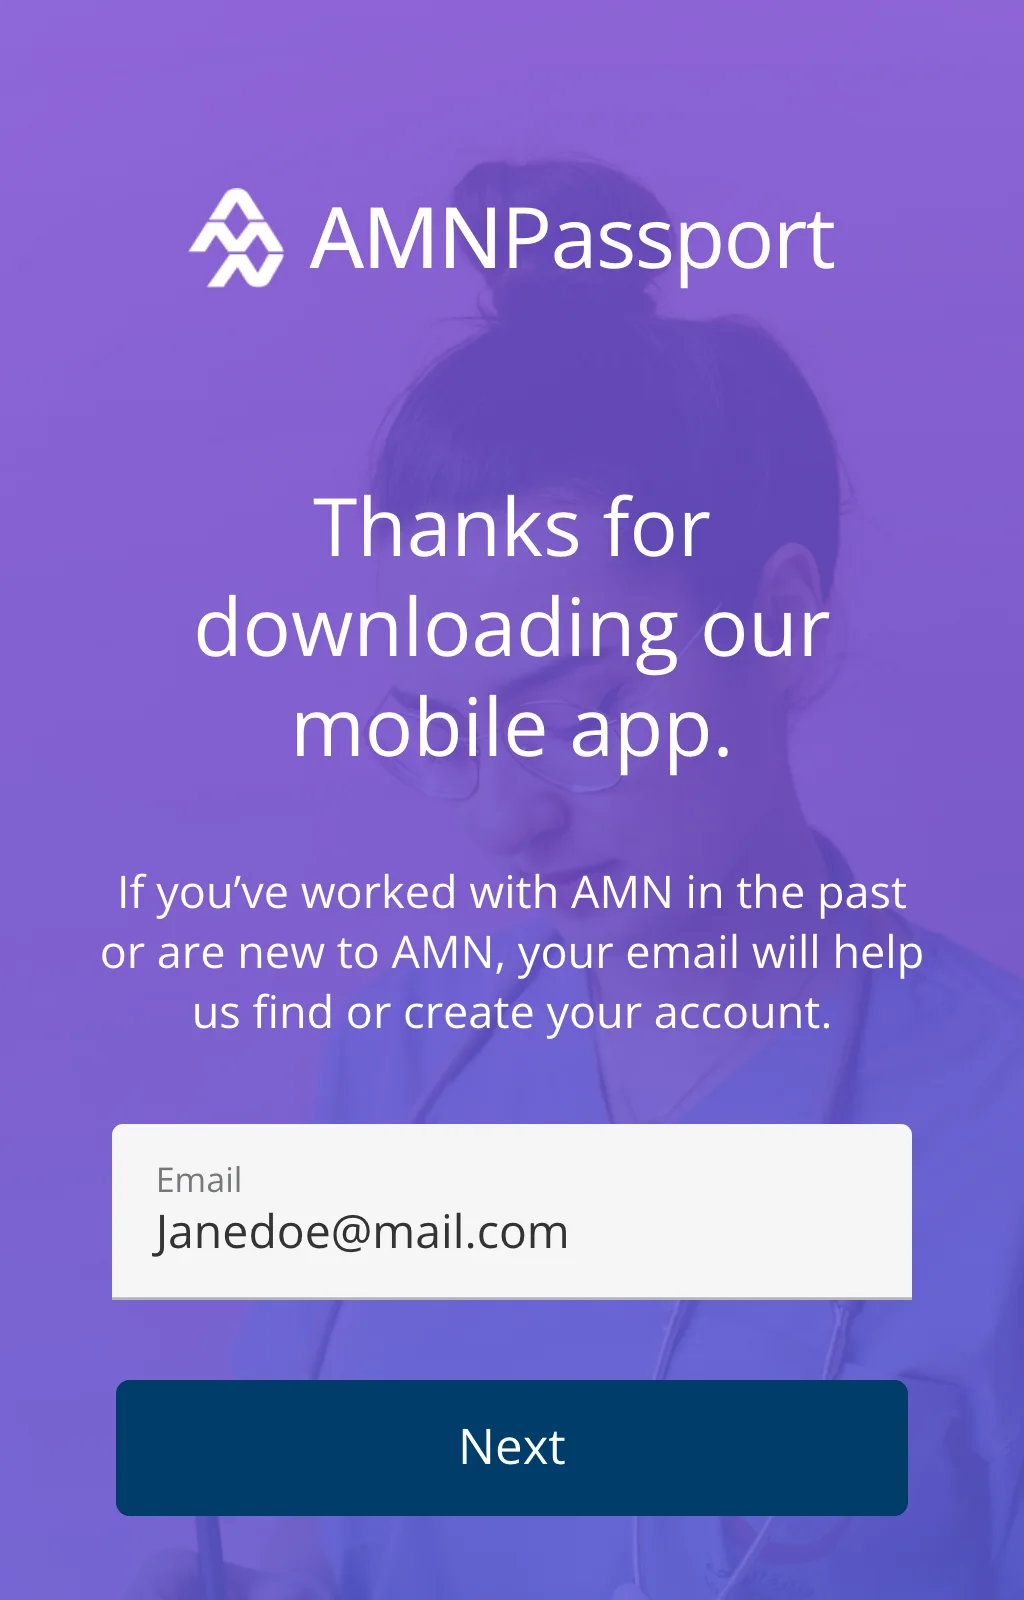 AMNPassport
Thanks for
downloading our
mobile app.
If you’ve worked with AMN in the past
or are new to AMN, your email will help
us find or create your account.
Email
Janedoe@mail.com
Next